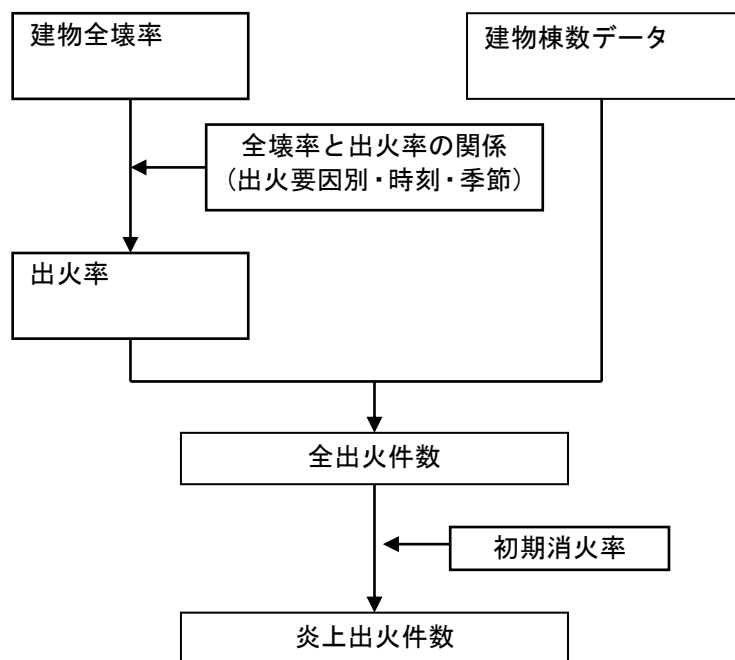 建物全壊率
建物棟数データ
全壊率と出火率の関係
（出火要因別・時刻・季節）
出火率
全出火件数
初期消火率
炎上出火件数